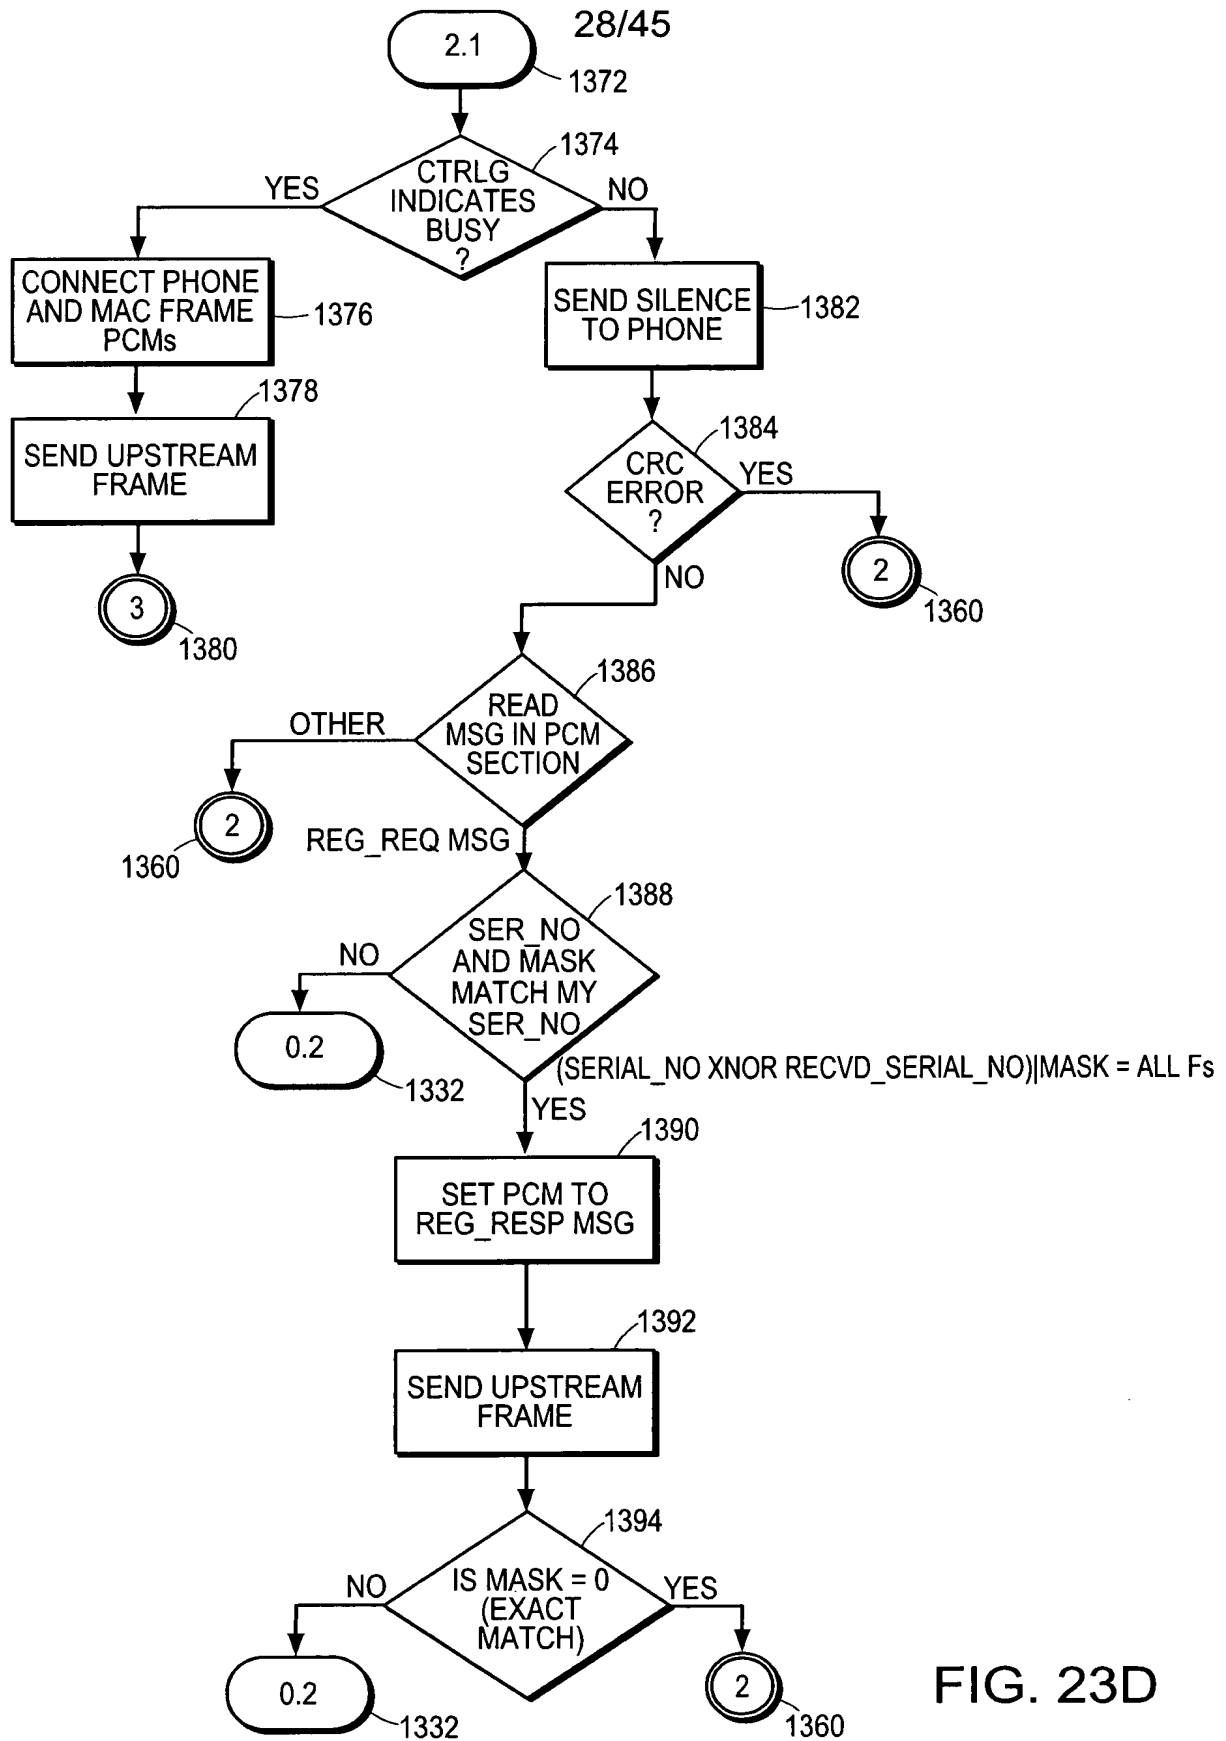 28/45
2.1
1372
1374
CTRLG
INDICATES
BUSY
?
YES
NO
CONNECT PHONE
AND MAC FRAME
PCMs
1376
SEND SILENCE
TO PHONE
1382
1378
SEND UPSTREAM
FRAME
1384
CRC
ERROR
?
YES
NO
3
1380
2
1360
1386
READ
MSG IN PCM
SECTION
OTHER
2
1360
REG_REQ MSG
1388
SER_NO
AND MASK
MATCH MY
SER_NO
NO
0.2
1332
(SERIAL_NO XNOR RECVD_SERIAL_NO)|MASK = ALL Fs
YES
1390
SET PCM TO
REG_RESP MSG
1392
SEND UPSTREAM
FRAME
1394
IS MASK = 0
(EXACT
MATCH)
NO
YES
0.2
1332
2
1360
FIG. 23D